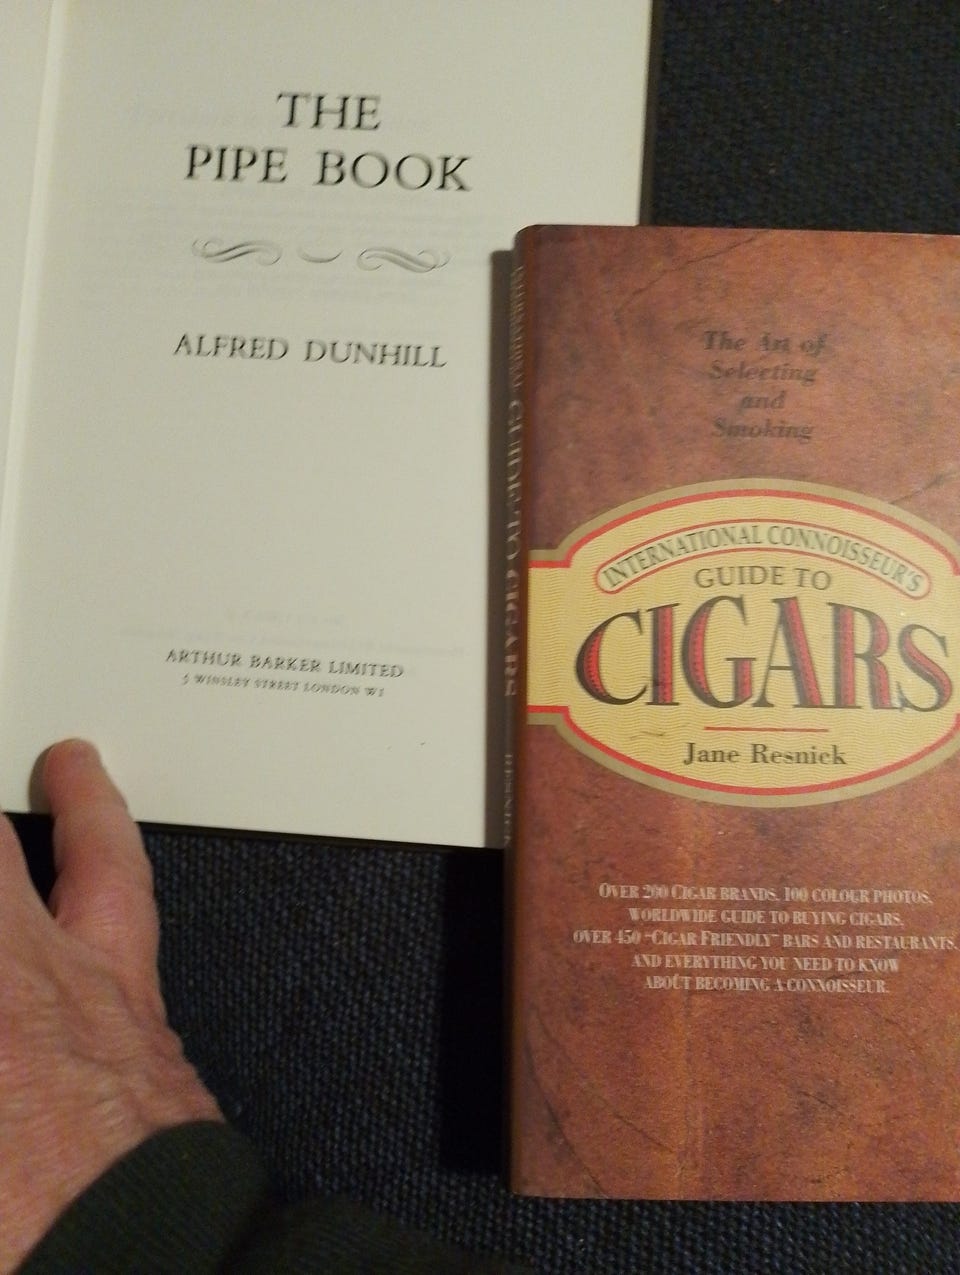 THE
PIPE BOOK
ALFRED DUNHILL
ARTHUR BARKER LIMITED
5 WINSLEY STREET LONDON W1
The Art of
Selecting
and
Smoking
INTERNATIONAL CONNOISSEUR'S
GUIDE TO
CIGARS
Jane Resnick
OVER 200 CIGAR BRANDS, 100 COLOUR PHOTOS,
WORLDWIDE GUIDE TO BUYING CIGARS,
OVER 450 "CIGAR FRIENDLY" BARS AND RESTAURANTS,
AND EVERYTHING YOU NEED TO KNOW
ABOUT BECOMING A CONNOISSEUR.
GUIDE TO CIGARS
RESNICK